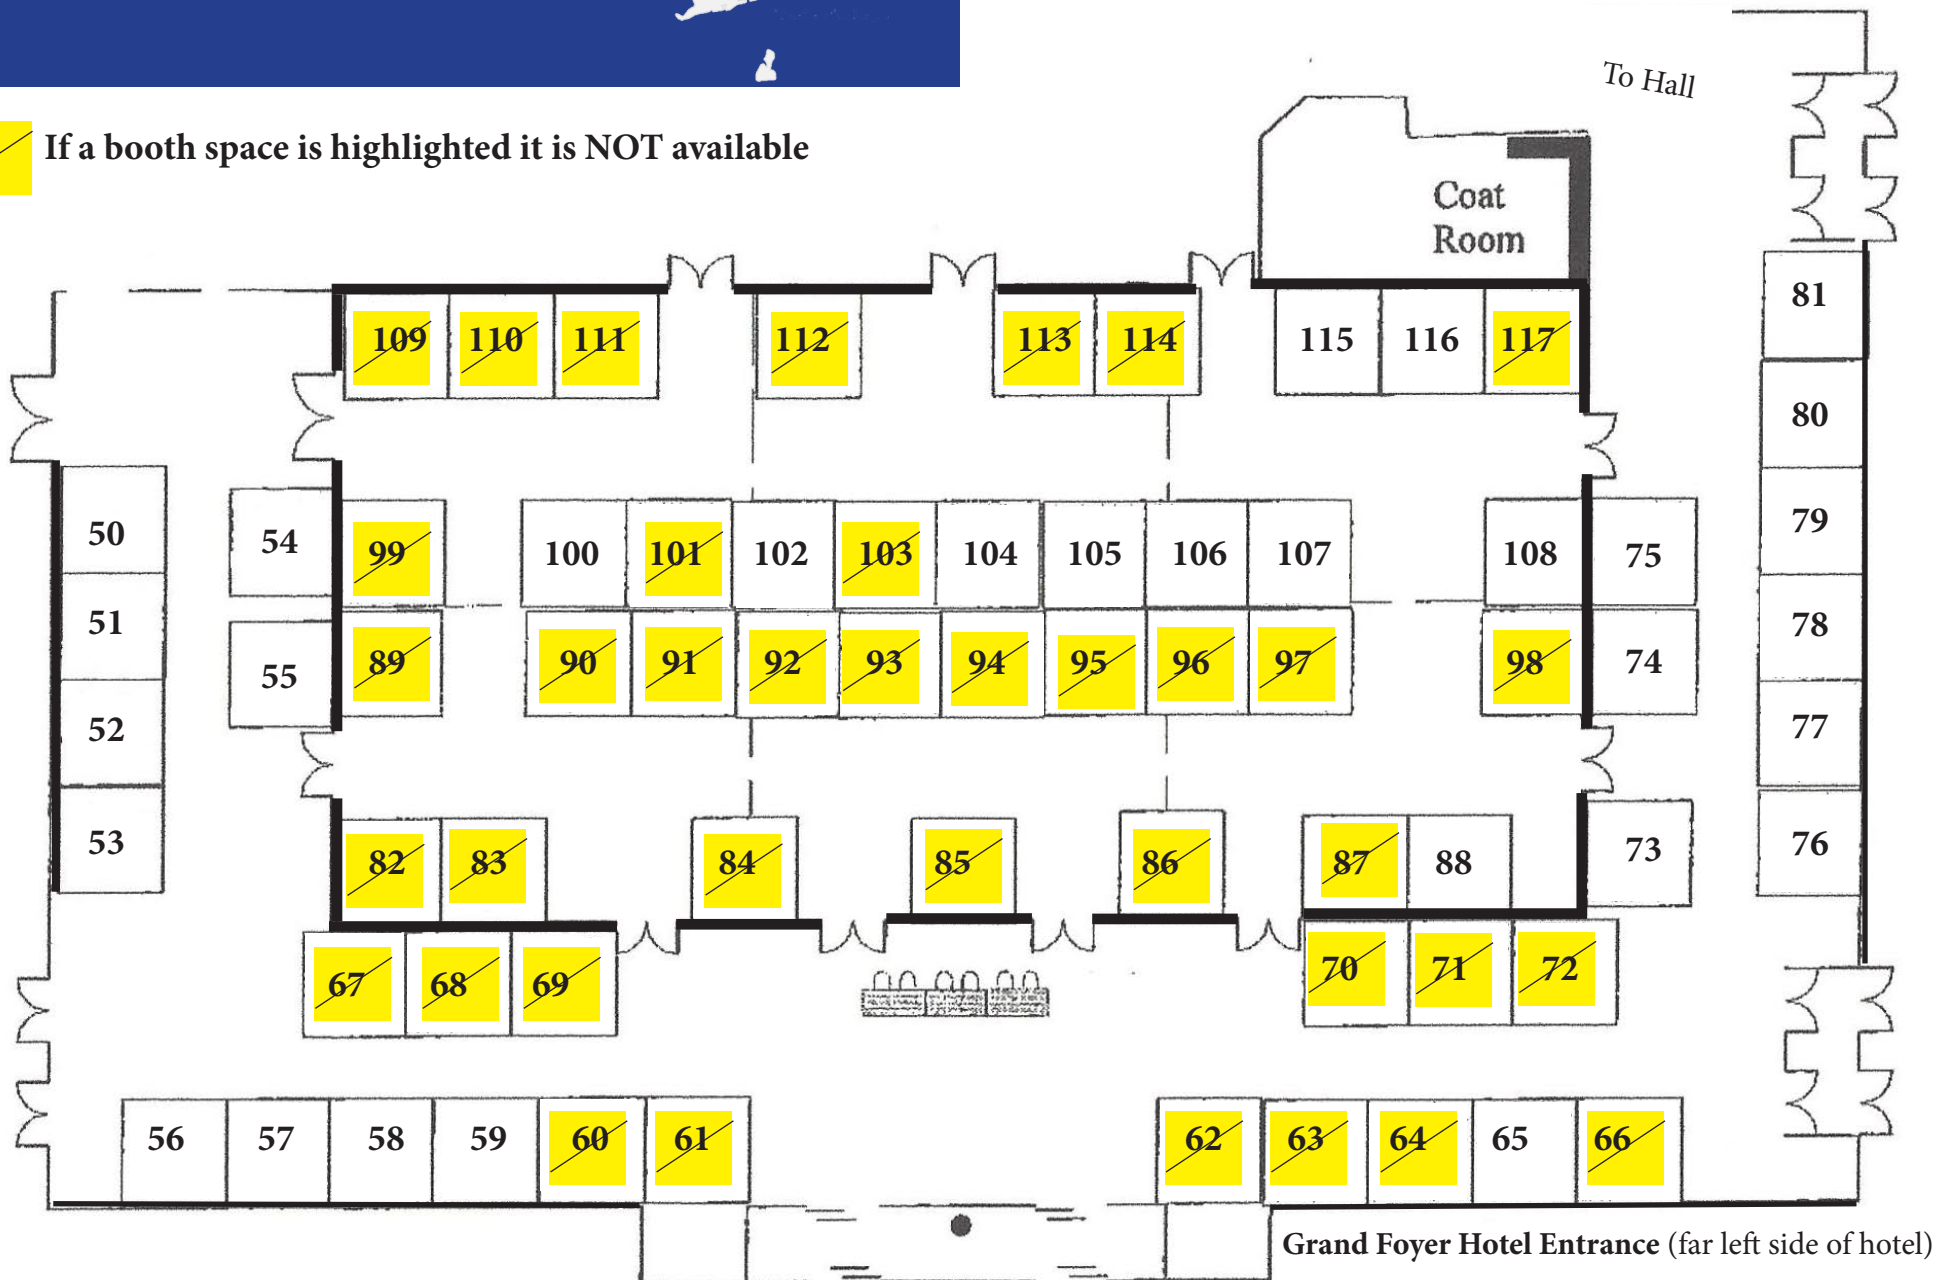 To Hall
If a booth space is highlighted it is NOT available
Coat
Room
109 110 111 112 113 114 115 116 117
81
80
79
78
77
76
50
51
52
53
54
55
99 100 101 102 103 104 105 106 107 108 75
89 90 91 92 93 94 95 96 97 98 74
82 83 84 85 86 87 88 73
67 68 69 70 71 72
56 57 58 59 60 61 62 63 64 65 66
Grand Foyer Hotel Entrance (far left side of hotel)